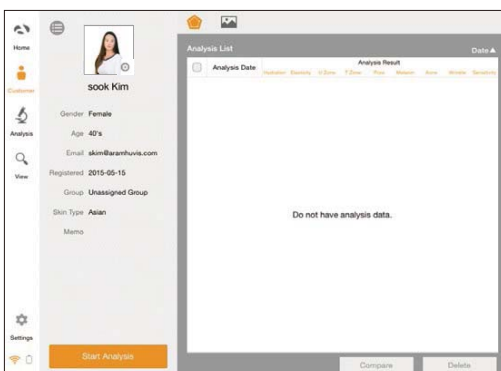 Home
Customer
Analysis
View
Settings
sook Kim
Gender Female
Age 40's
Email skim@aramhuvis.com
Registered 2015-05-15
Group Unassigned Group
Skin Type Asian
Memo
Start Analysis
Analysis List
Date▲
Analysis Date
Analysis Result
Hydration Elasticity U Zone T Zone Pore Melanin Acne Wrinkle Sensitivity
Do not have analysis data.
Compare
Delete